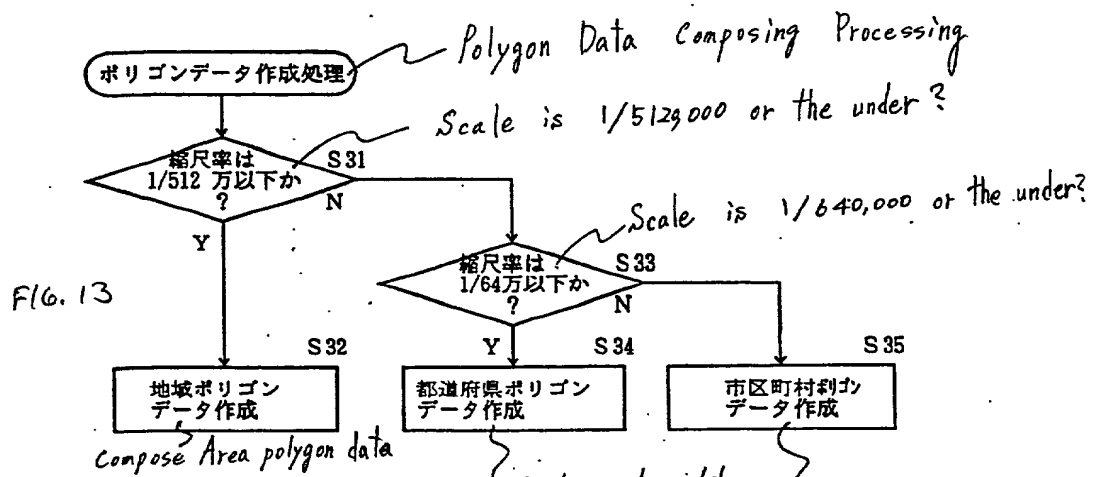 Polygon Data Composing Processing
ポリゴンデータ作成処理
Scale is 1/5129,000 or the under?
縮尺率は
1/512 万以下か
?
S31
N
Y
Scale is 1/640,000 or the under?
縮尺率は
1/64万以下か
?
S33
N
Y
FIG. 13
S32
S34
S35
地域ポリゴン
データ作成
都道府県ポリゴン
データ作成
市区町村ポリゴン
データ作成
Compose Area polygon data